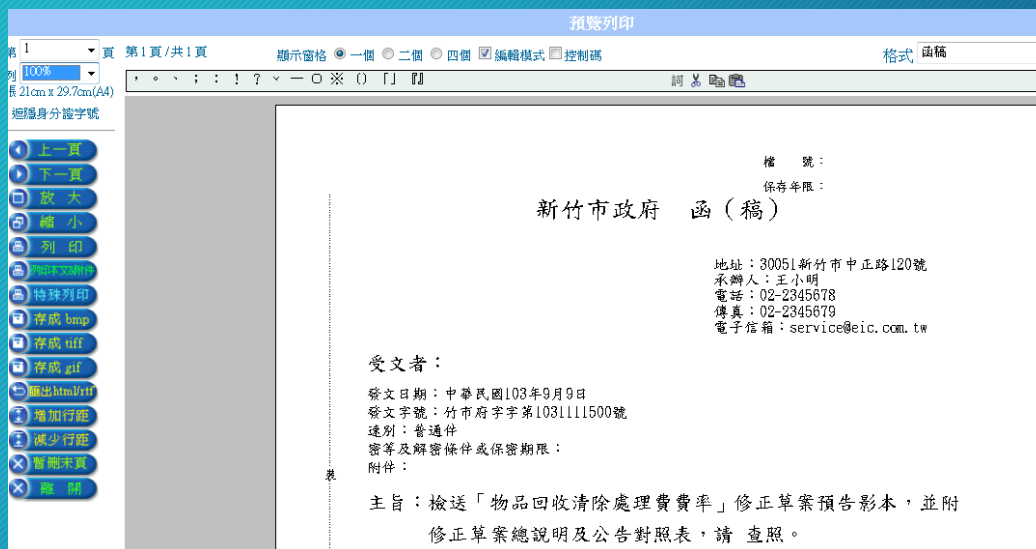 預覽列印
第 1 頁 第1頁/共1頁 顯示窗格 一個 二個 四個 編輯模式 控制碼 格式 函稿
列 100%
長 21cm x 29.7cm(A4)
， 。 、 ； ： ！ ？ ﹀ — ○ ※ () 「」 『』
遮隱身分證字號
上一頁
下一頁
放 大
縮 小
列 印
列印本文&附件
特殊列印
存成 bmp
存成 tiff
存成 gif
匯出html/rtf
增加行距
減少行距
暫刪末頁
離 開
檔 號：
保存年限：
新竹市政府 函（稿）
地址：30051新竹市中正路120號
承辦人：王小明
電話：02-2345678
傳真：02-2345679
電子信箱：service@eic.com.tw
受文者：
發文日期：中華民國103年9月9日
發文字號：竹市府字字第1031111500號
速別：普通件
密等及解密條件或保密期限：
附件：
裝
主旨：檢送「物品回收清除處理費費率」修正草案預告影本，並附
修正草案總說明及公告對照表，請 查照。